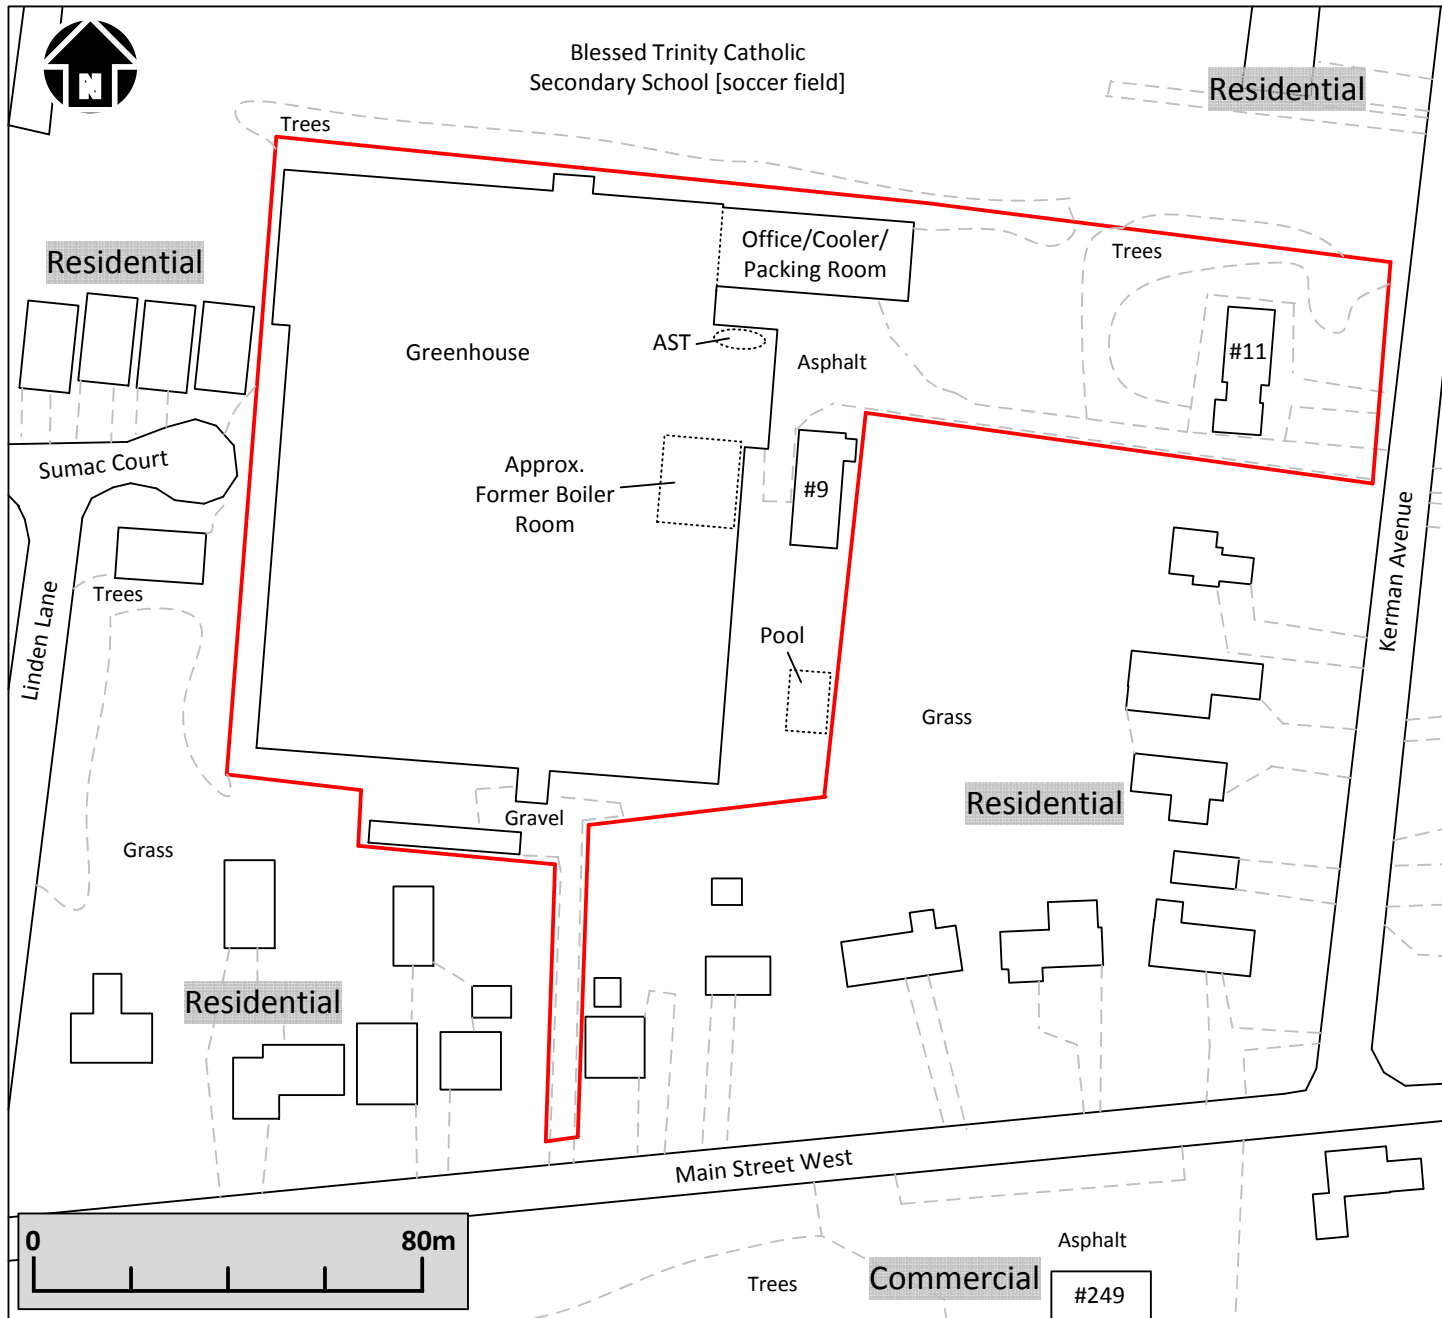 N
Blessed Trinity Catholic
Secondary School [soccer field]
Residential
Trees
Residential
Office/Cooler/
Packing Room
Trees
AST
Greenhouse
Asphalt
#11
Sumac Court
Approx.
Former Boiler
Room
#9
Kerman Avenue
Linden Lane
Trees
Pool
Grass
Residential
Gravel
Grass
Residential
Main Street West
0
80m
Asphalt
Trees
Commercial
#249